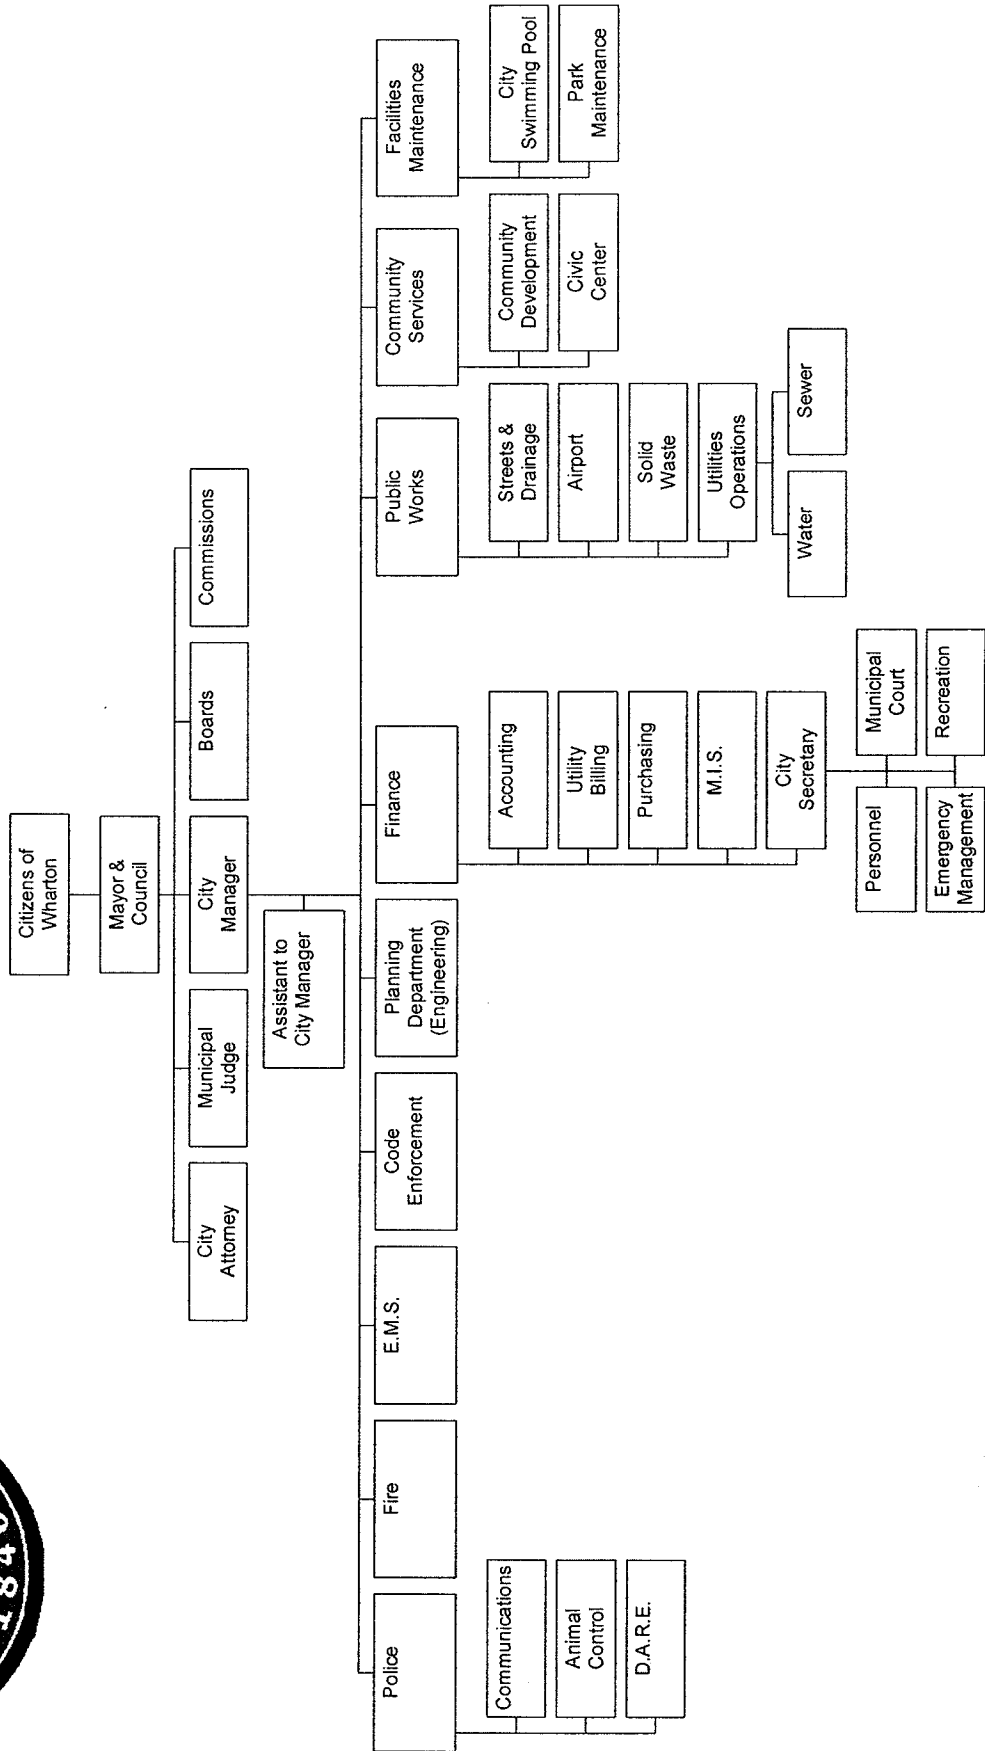 1840
Citizens of
Wharton
Mayor &
Council
City
Attorney
Municipal
Judge
City
Manager
Boards
Commissions
Assistant to
City Manager
Police
Fire
E.M.S.
Code
Enforcement
Planning
Department
(Engineering)
Finance
Public
Works
Community
Services
Facilities
Maintenance
Communications
Animal
Control
D.A.R.E.
Accounting
Utility
Billing
Purchasing
M.I.S.
City
Secretary
Personnel
Municipal
Court
Emergency
Management
Recreation
Streets &
Drainage
Airport
Solid
Waste
Utilities
Operations
Water
Sewer
Community
Development
Civic
Center
City
Swimming Pool
Park
Maintenance